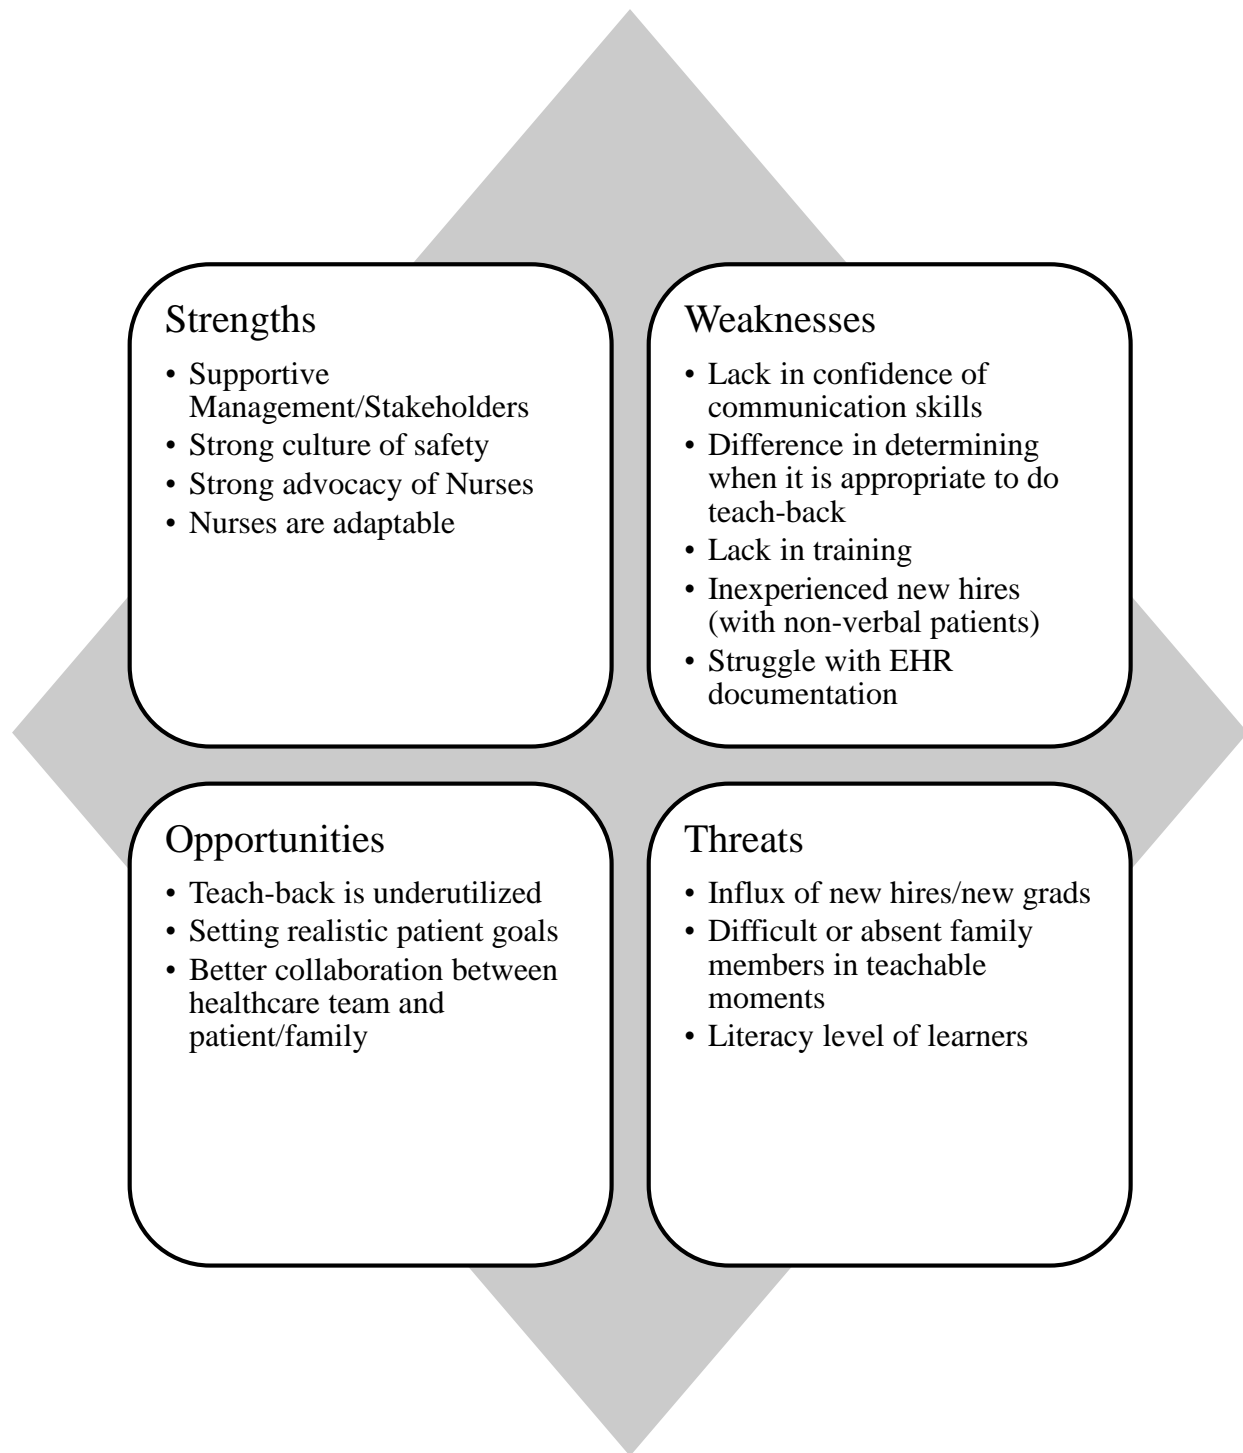 Strengths
• Supportive
Management/Stakeholders
• Strong culture of safety
• Strong advocacy of Nurses
• Nurses are adaptable
Weaknesses
• Lack in confidence of
communication skills
• Difference in determining
when it is appropriate to do
teach-back
• Lack in training
• Inexperienced new hires
(with non-verbal patients)
• Struggle with EHR
documentation
Opportunities
• Teach-back is underutilized
• Setting realistic patient goals
• Better collaboration between
healthcare team and
patient/family
Threats
• Influx of new hires/new grads
• Difficult or absent family
members in teachable
moments
• Literacy level of learners